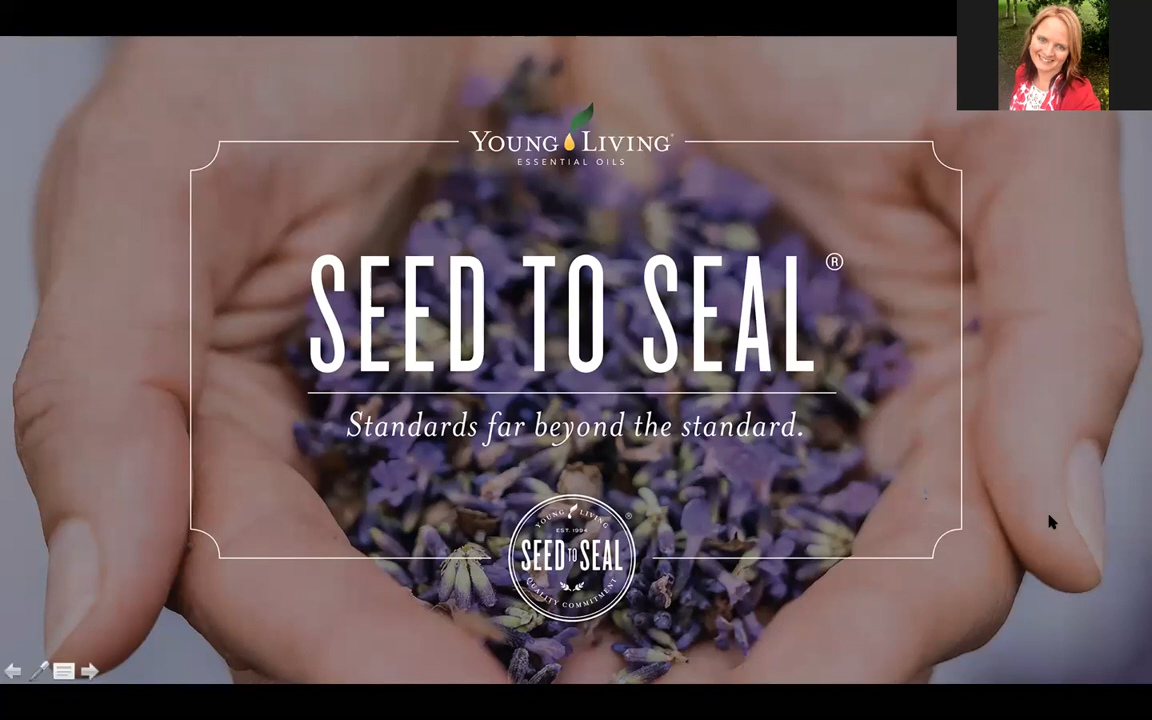 YOUNG LIVING®
ESSENTIAL OILS
SEED TO SEAL®
Standards far beyond the standard.
YOUNG LIVING ®
EST. 1994
SEED TO SEAL
QUALITY COMMITMENT